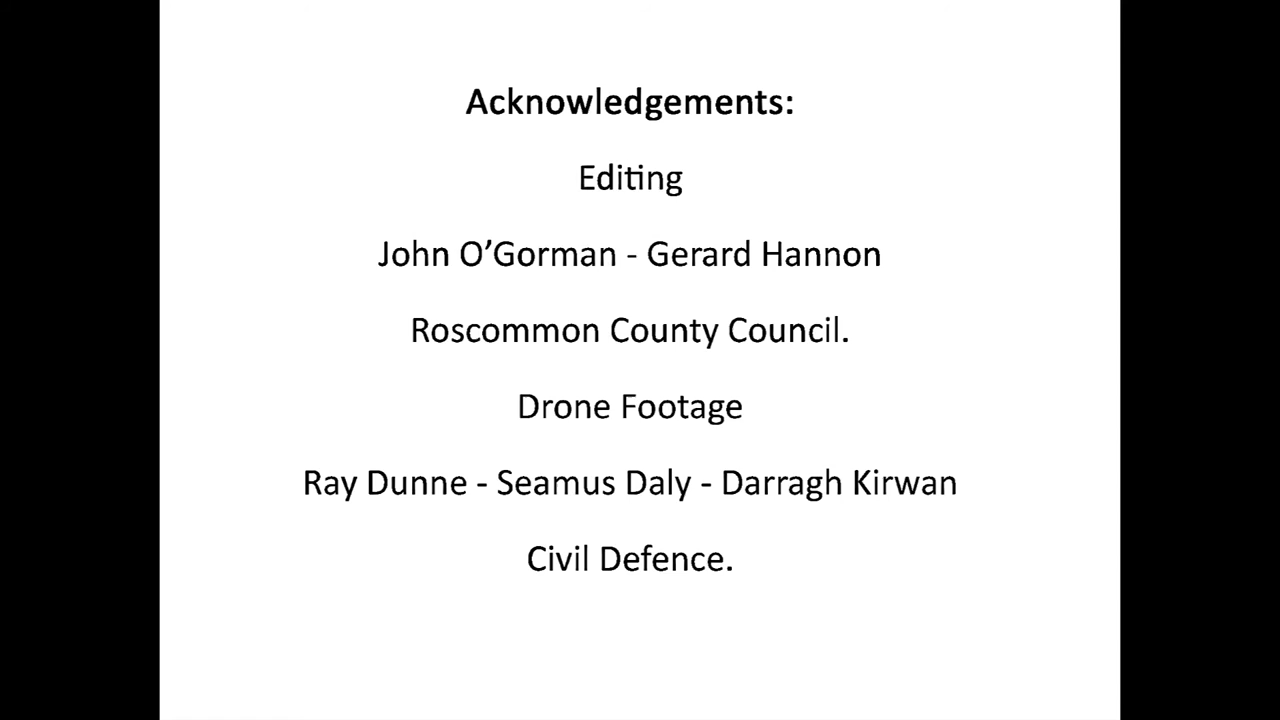 Acknowledgements:
Editing
John O’Gorman - Gerard Hannon
Roscommon County Council.
Drone Footage
Ray Dunne - Seamus Daly - Darragh Kirwan
Civil Defence.